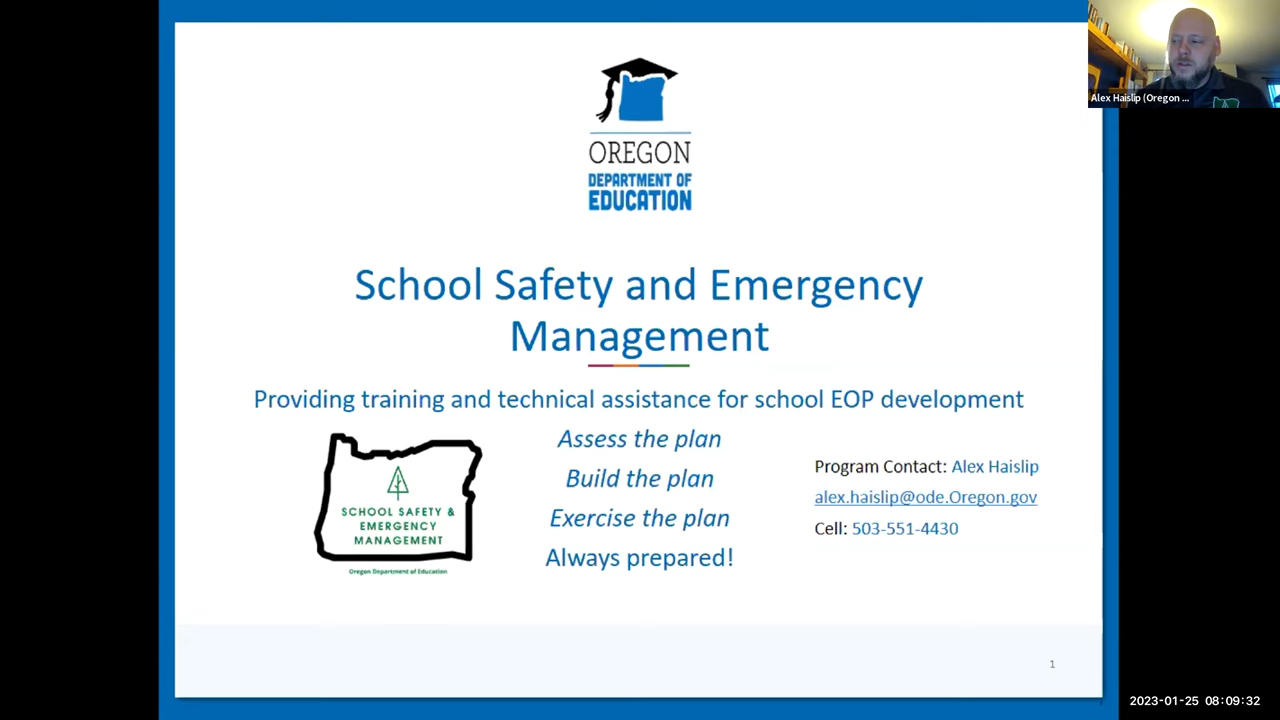 OREGON
DEPARTMENT OF
EDUCATION
School Safety and Emergency
Management
Providing training and technical assistance for school EOP development
Assess the plan
Build the plan
Exercise the plan
Always prepared!
SCHOOL SAFETY &
EMERGENCY
MANAGEMENT
Oregon Department of Education
Program Contact: Alex Haislip
alex.haislip@ode.Oregon.gov
Cell: 503-551-4430
1
Alex Haislip (Oregon ...
2023-01-25 08:09:32